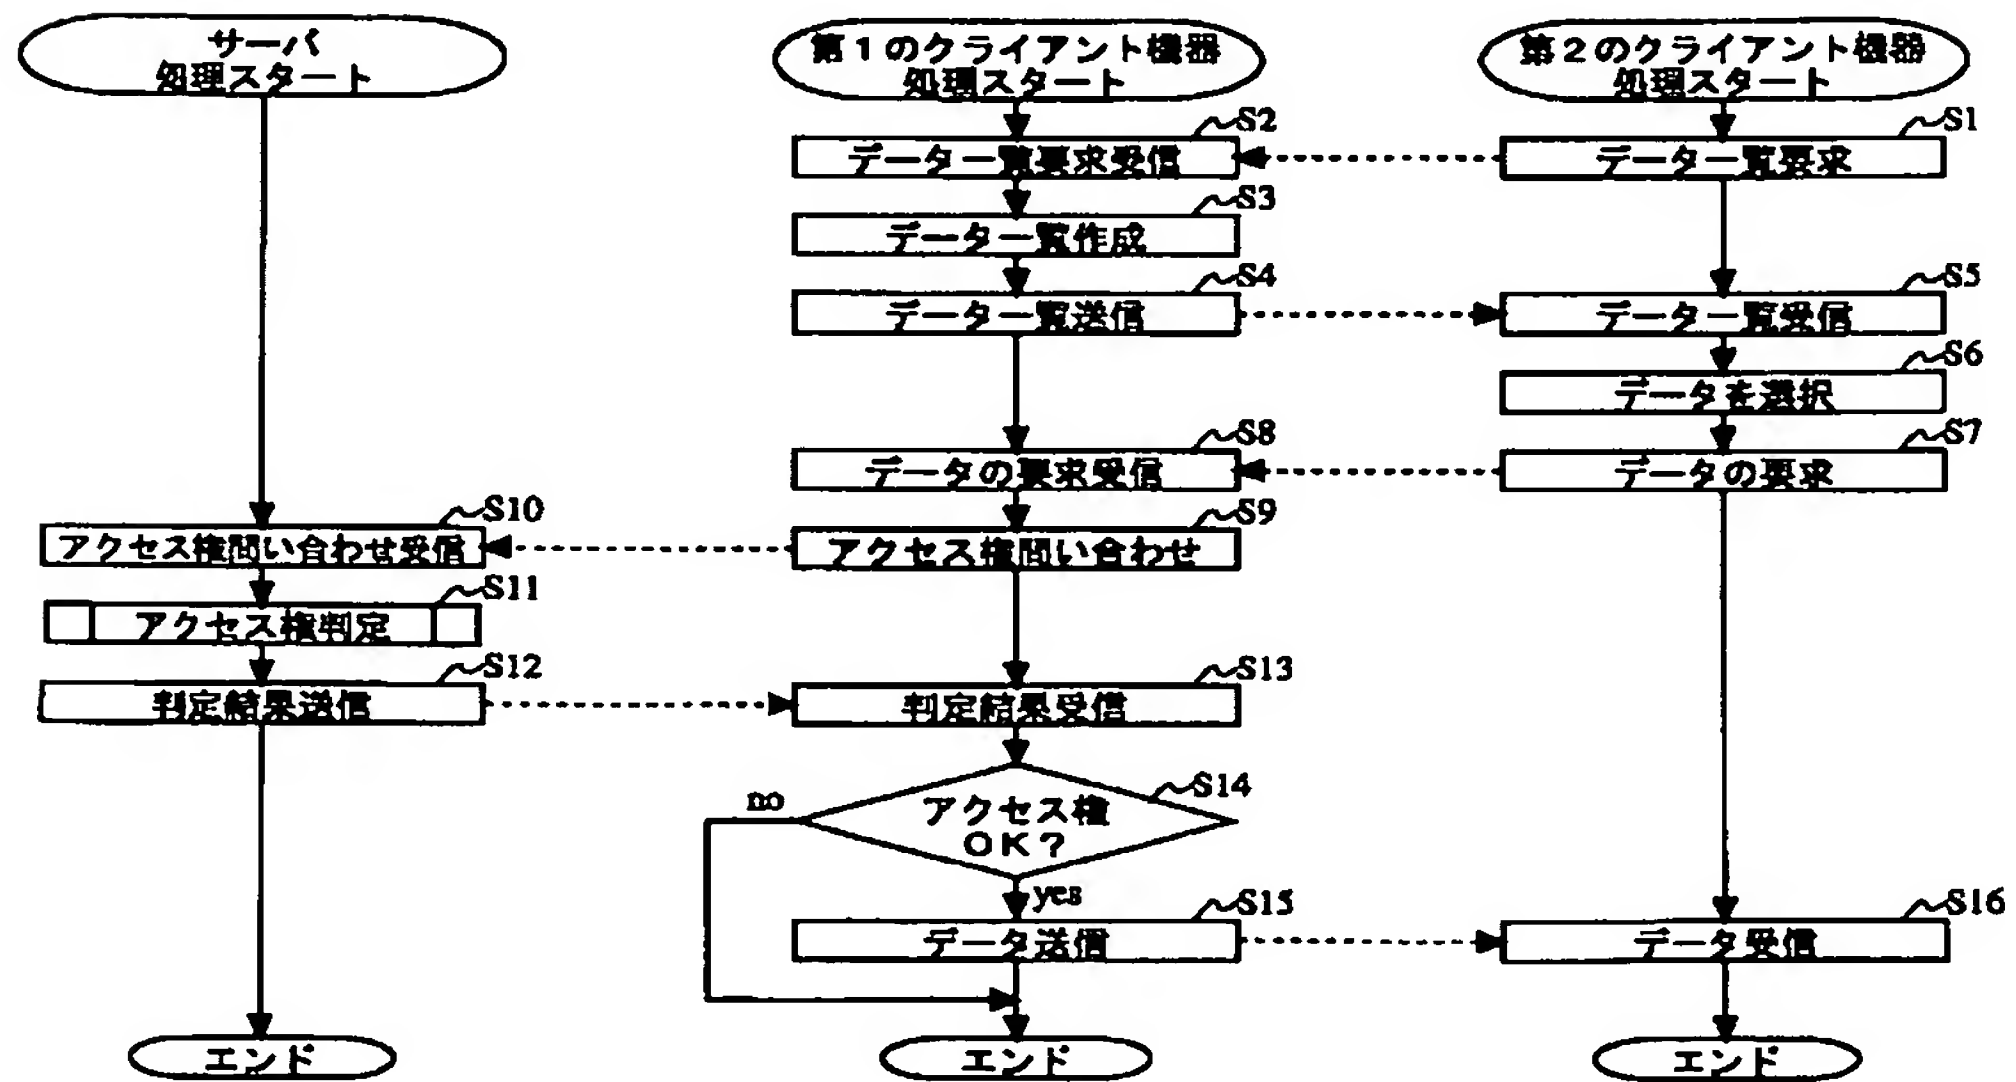 サーバ
処理スタート
第1のクライアント機器
処理スタート
第2のクライアント機器
処理スタート
S2
データ一覧要求受信
S1
データ一覧要求
S3
データ一覧作成
S4
データ一覧送信
S5
データ一覧受信
S6
データを選択
S8
データの要求受信
S7
データの要求
S10
アクセス権問い合わせ受信
S9
アクセス権問い合わせ
S11
アクセス権判定
S12
判定結果送信
S13
判定結果受信
S14
no
アクセス権
OK?
yes
S15
データ送信
S16
データ受信
エンド
エンド
エンド